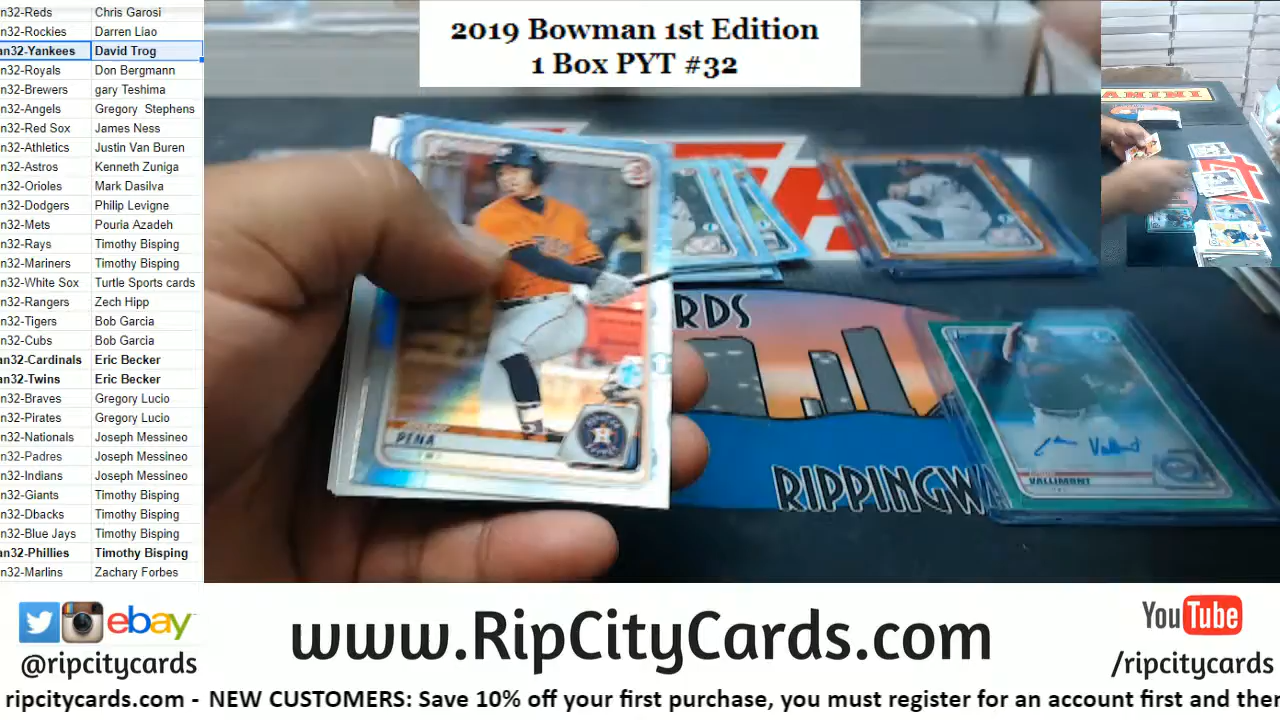 n32-Reds Chris Garosi
n32-Rockies Darren Liao
an32-Yankees David Trog
n32-Royals Don Bergmann
n32-Brewers gary Teshima
n32-Angels Gregory Stephens
n32-Red Sox James Ness
n32-Athletics Justin Van Buren
n32-Astros Kenneth Zuniga
n32-Orioles Mark Dasilva
n32-Dodgers Philip Levigne
n32-Mets Pouria Azadeh
n32-Rays Timothy Bisping
n32-Mariners Timothy Bisping
n32-White Sox Turtle Sports cards
n32-Rangers Zech Hipp
n32-Tigers Bob Garcia
n32-Cubs Bob Garcia
an32-Cardinals Eric Becker
an32-Twins Eric Becker
n32-Braves Gregory Lucio
n32-Pirates Gregory Lucio
n32-Nationals Joseph Messineo
n32-Padres Joseph Messineo
n32-Indians Joseph Messineo
n32-Giants Timothy Bisping
n32-Dbacks Timothy Bisping
n32-Blue Jays Timothy Bisping
an32-Phillies Timothy Bisping
n32-Marlins Zachary Forbes
2019 Bowman 1st Edition
1 Box PYT #32
PANINI
PEÑA
H
RDS
RIPPINGWA
VALLIMONT
ebay
@ripcitycards
www.RipCityCards.com
YouTube
/ripcitycards
ripcitycards.com - NEW CUSTOMERS: Save 10% off your first purchase, you must register for an account first and then